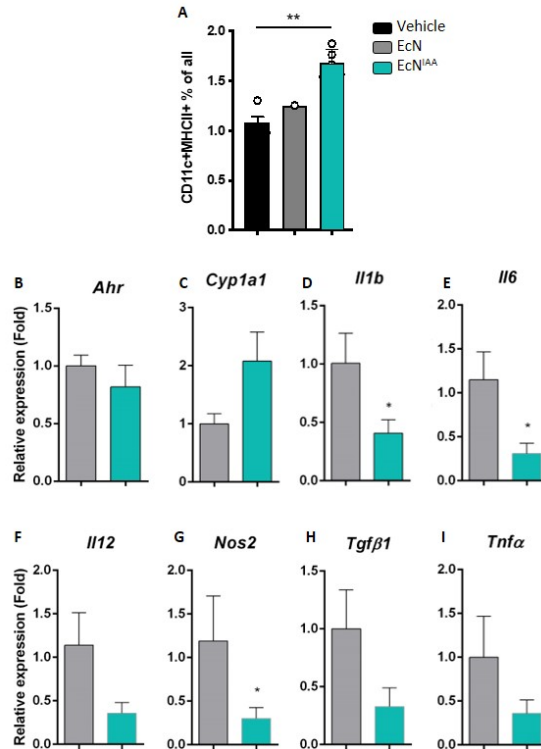 A
**
Vehicle
EcN
EcN^IAA
CD11c+MHCII+ % of all
2.0
1.5
1.0
0.5
0.0
B
Ahr
Relative expression (Fold)
1.5
1.0
0.5
0.0
C
Cyp1a1
3
2
1
0
D
Il1b
1.5
1.0
0.5
0.0
*
E
Il6
2.0
1.5
1.0
0.5
0.0
*
F
Il12
Relative expression (Fold)
2.0
1.5
1.0
0.5
0.0
G
Nos2
2.0
1.5
1.0
0.5
0.0
*
H
Tgfβ1
1.5
1.0
0.5
0.0
I
Tnfα
2.0
1.5
1.0
0.5
0.0